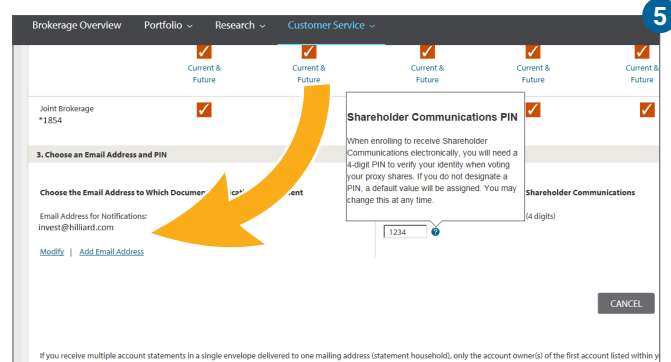 5
Brokerage Overview Portfolio Research Customer Service
Current & Future Current & Future Current & Future Current & Future Current & Future
Joint Brokerage
*1854
Shareholder Communications PIN
When enrolling to receive Shareholder
Communications electronically, you will need a
4-digit PIN to verify your identity when voting
your proxy shares. If you do not designate a
PIN, a default value will be assigned. You may
change this at any time.
3. Choose an Email Address and PIN
Choose the Email Address to Which Document
Shareholder Communications
Email Address for Notifications:
(4 digits)
invest@hilliard.com
1234 ?
Modify | Add Email Address
CANCEL
If you receive multiple account statements in a single envelope delivered to one mailing address (statement household), only the account owner(s) of the first account listed within y